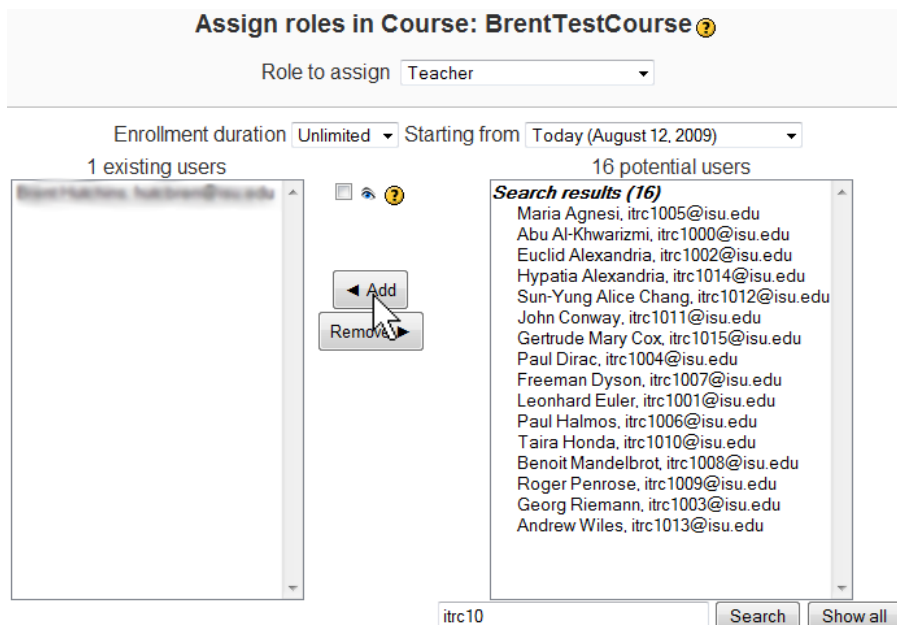 Assign roles in Course: BrentTestCourse ?
Role to assign Teacher
Enrollment duration Unlimited Starting from Today (August 12, 2009)
1 existing users
?
◄ Add
Remove ►
16 potential users
Search results (16)
Maria Agnesi, itrc1005@isu.edu
Abu Al-Khwarizmi, itrc1000@isu.edu
Euclid Alexandria, itrc1002@isu.edu
Hypatia Alexandria, itrc1014@isu.edu
Sun-Yung Alice Chang, itrc1012@isu.edu
John Conway, itrc1011@isu.edu
Gertrude Mary Cox, itrc1015@isu.edu
Paul Dirac, itrc1004@isu.edu
Freeman Dyson, itrc1007@isu.edu
Leonhard Euler, itrc1001@isu.edu
Paul Halmos, itrc1006@isu.edu
Taira Honda, itrc1010@isu.edu
Benoit Mandelbrot, itrc1008@isu.edu
Roger Penrose, itrc1009@isu.edu
Georg Riemann, itrc1003@isu.edu
Andrew Wiles, itrc1013@isu.edu
itrc10 Search Show all